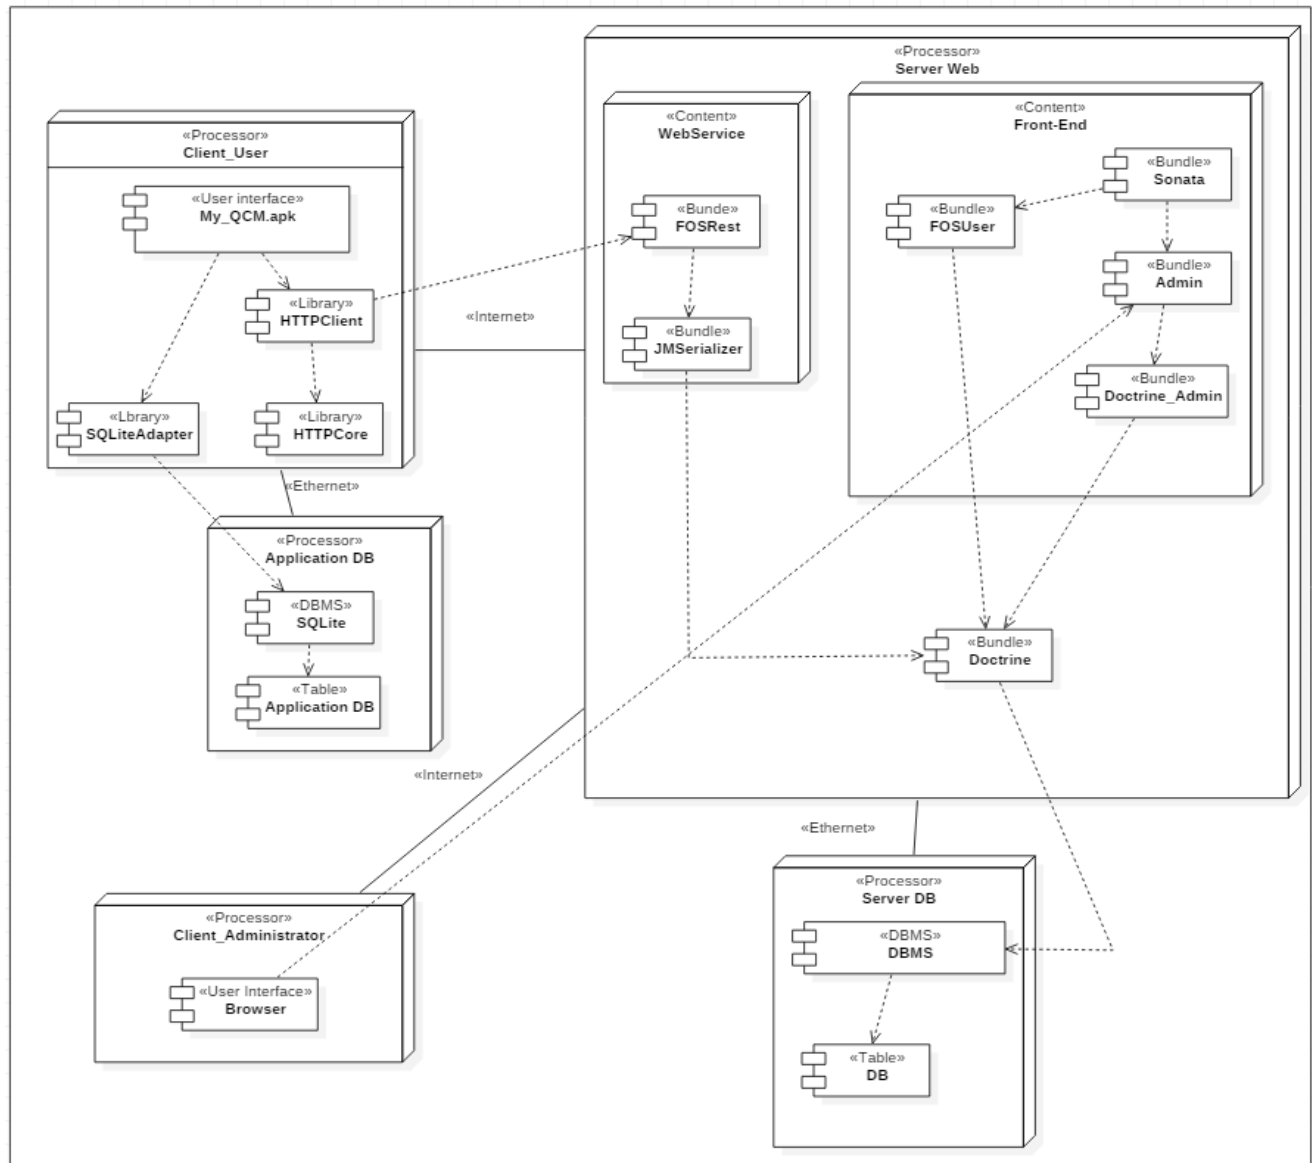 «Processor»
Server Web
«Content»
WebService
«Bunde»
FOSRest
«Bundle»
JMSerializer
«Content»
Front-End
«Bundle»
Sonata
«Bundle»
FOSUser
«Bundle»
Admin
«Bundle»
Doctrine_Admin
«Bundle»
Doctrine
«Processor»
Client_User
«User interface»
My_QCM.apk
«Library»
HTTPClient
«Lbrary»
SQLiteAdapter
«Library»
HTTPCore
«Internet»
«Ethernet»
«Processor»
Application DB
«DBMS»
SQLite
«Table»
Application DB
«Internet»
«Processor»
Client_Administrator
«User Interface»
Browser
«Ethernet»
«Processor»
Server DB
«DBMS»
DBMS
«Table»
DB